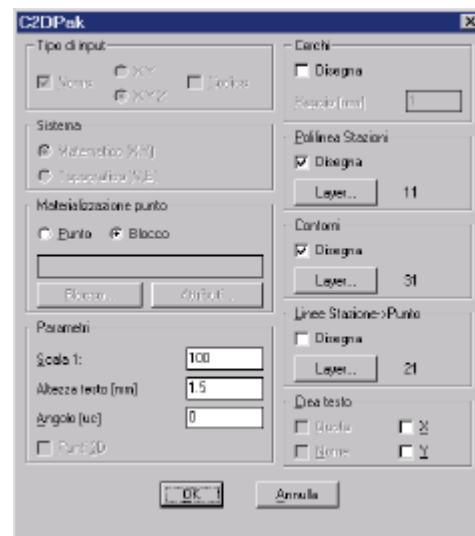 C2DPak
Tipo di input
Nome
X,Y
X,Y,Z
Codice
Sistema
Matematico (X,Y)
Topografico (N,E)
Materializzazione punto
Punto
Blocco
Blocco...
Attributi...
Parametri
Scala 1:
100
Altezza testo [mm]
1.5
Angolo [uc]
0
Punti 2D
Cerchi
Disegna
Raggio [mm]
1
Polilinea Stazioni
Disegna
Layer...
11
Contorni
Disegna
Layer...
31
Linee Stazione->Punto
Disegna
Layer...
21
Crea testo
Quota
X
Nome
Y
OK
Annulla